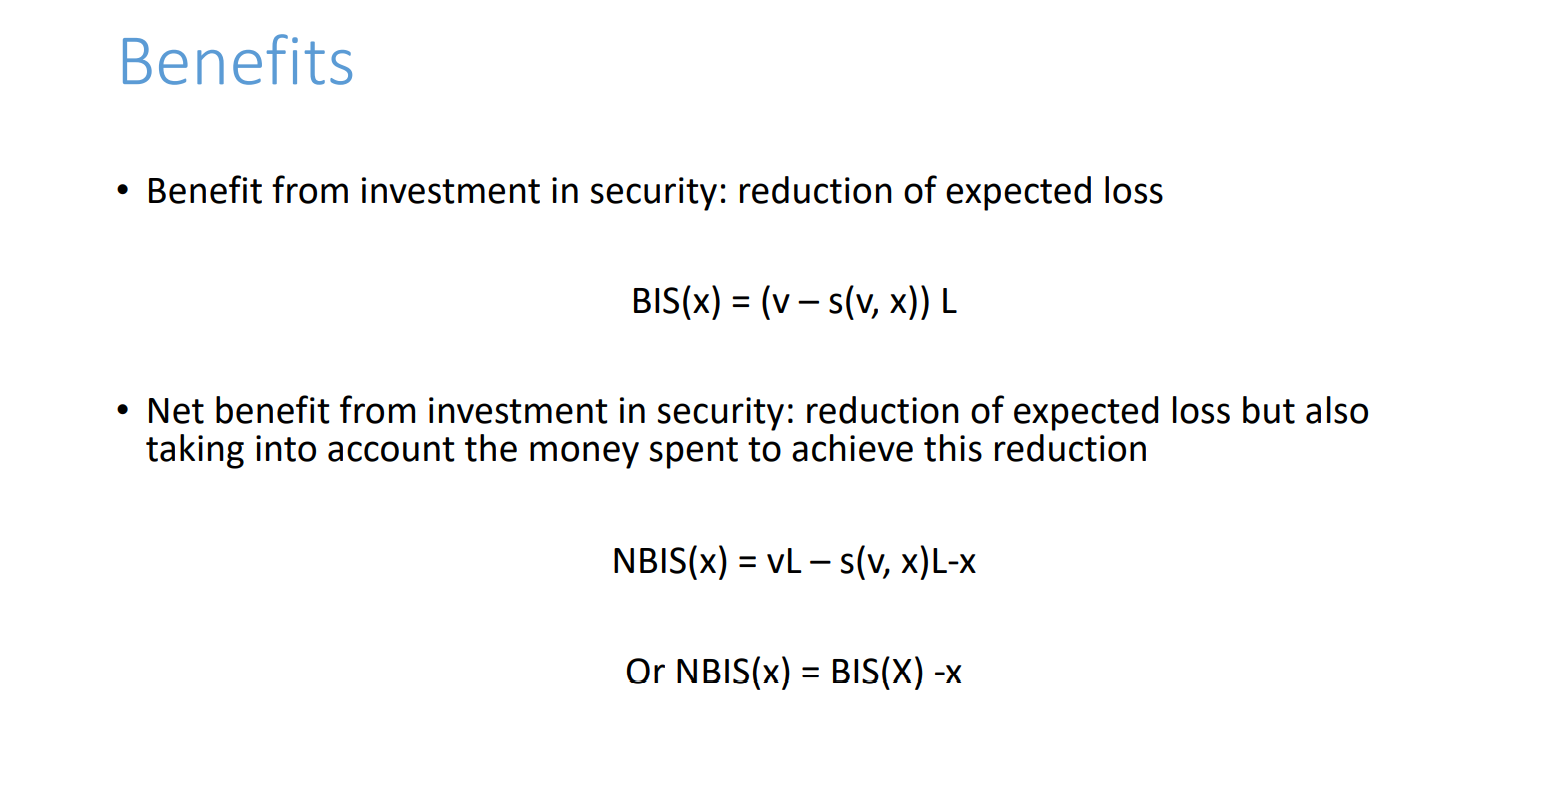 Benefits
• Benefit from investment in security: reduction of expected loss
BIS(x) = (v – s(v, x)) L
• Net benefit from investment in security: reduction of expected loss but also
taking into account the money spent to achieve this reduction
NBIS(x) = vL – s(v, x)L-x
Or NBIS(x) = BIS(X) -x